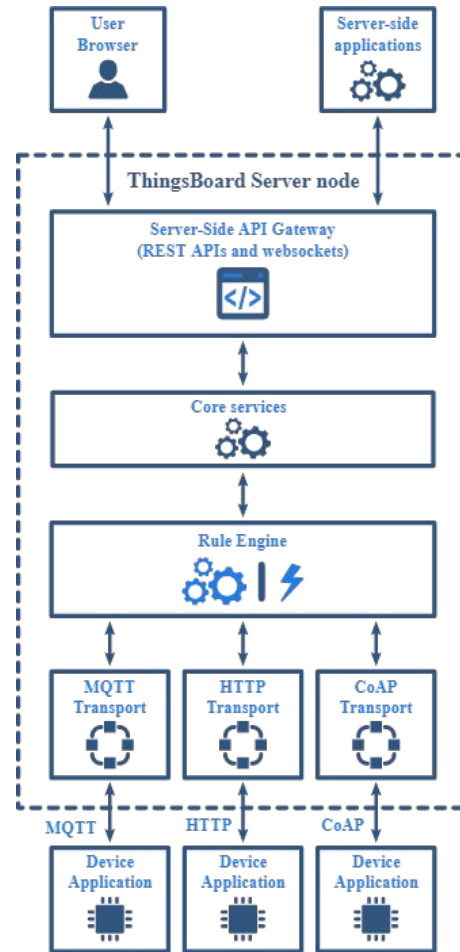 User
Browser
Server-side
applications
ThingsBoard Server node
Server-Side API Gateway
(REST APIs and websockets)
</>
Core services
Rule Engine
MQTT
Transport
HTTP
Transport
CoAP
Transport
MQTT
HTTP
CoAP
Device
Application
Device
Application
Device
Application